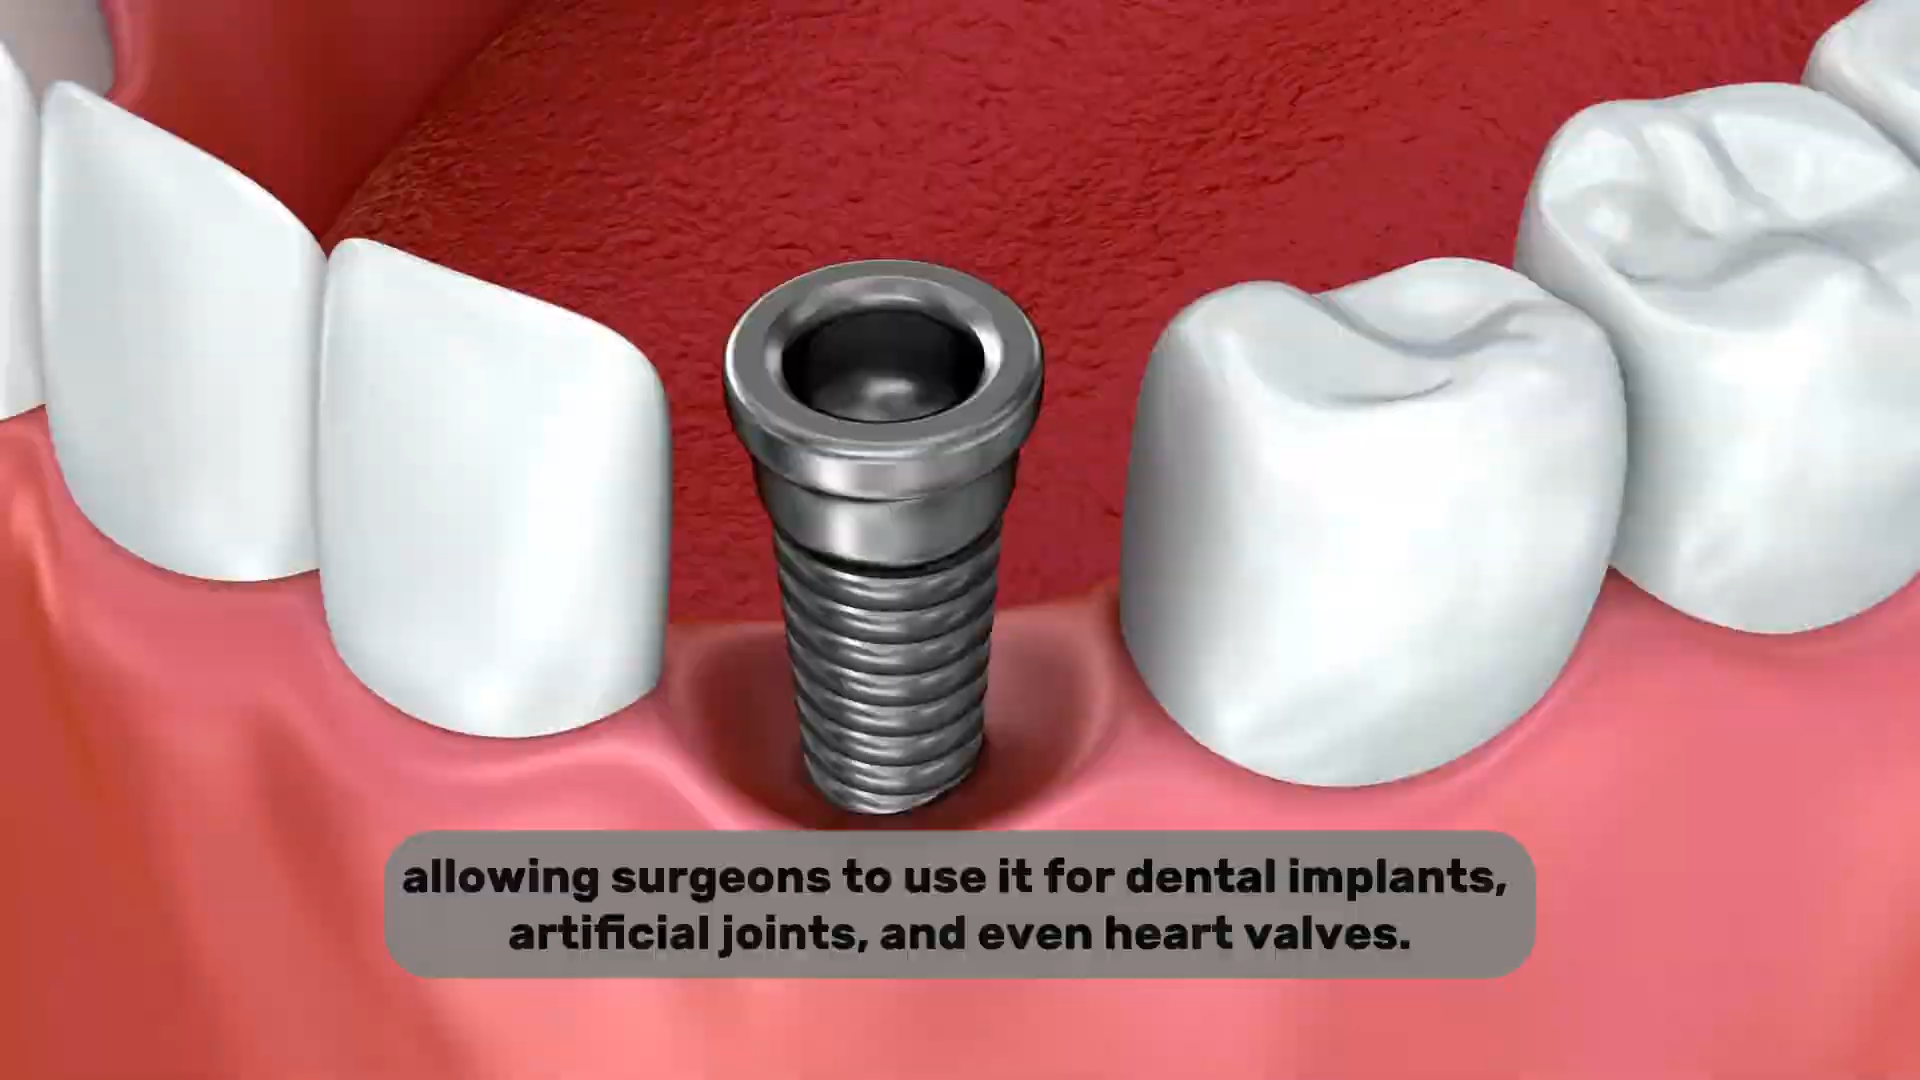 allowing surgeons to use it for dental implants,
artificial joints, and even heart valves.